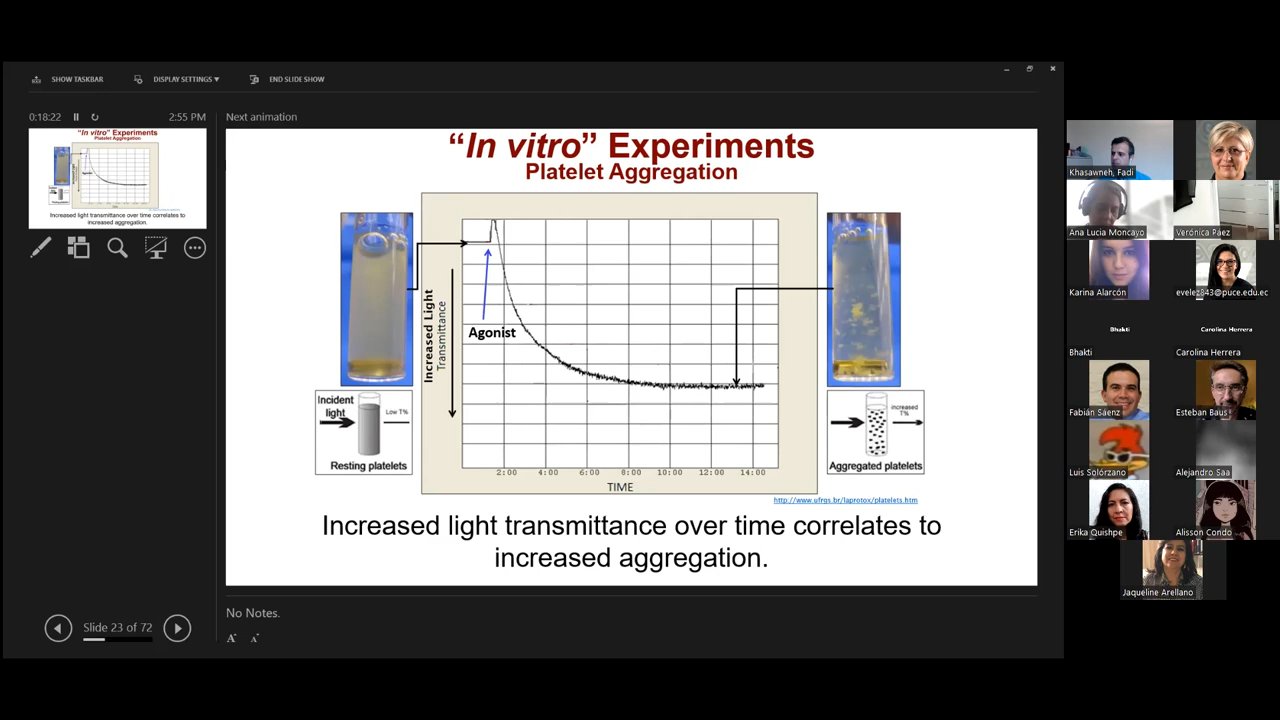 SHOW TASKBAR
DISPLAY SETTINGS ▾
END SLIDE SHOW
0:18:22
2:55 PM
Next animation
"In vitro" Experiments
Platelet Aggregation
Agonist
Increased light transmittance over time correlates to
increased aggregation.
"In vitro" Experiments
Platelet Aggregation
Increased Light
Transmittance
Agonist
Incident
light
Low T%
Resting platelets
2:00 4:00 6:00 8:00 10:00 12:00 14:00
TIME
increased
T%
Aggregated platelets
http://www.ufrgs.br/laprotox/platelets.htm
Increased light transmittance over time correlates to
increased aggregation.
Slide 23 of 72
No Notes.
A A
Khasawneh, Fadi
Ana Lucia Moncayo
Verónica Páez
Karina Alarcón
evelez843@puce.edu.ec
Bhakti
Carolina Herrera
Bhakti
Carolina Herrera
Fabián Sáenz
Esteban Baus
Luis Solórzano
Alejandro Saa
Erika Quishpe
Alisson Condo
Jaqueline Arellano